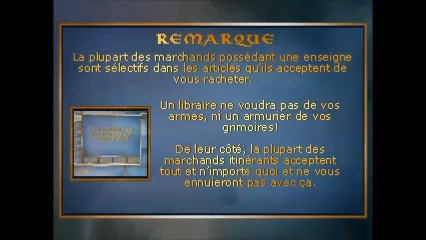 REMARQUE
La plupart des marchands possédant une enseigne
sont sélectifs dans les articles qu'ils acceptent de
vous racheter.
Un libraire ne voudra pas de vos
armes, ni un armurier de vos
grimoires!
De leur côté, la plupart des
marchands itinérants acceptent
tout et n'importe quoi et ne vous
ennuieront pas avec ça.